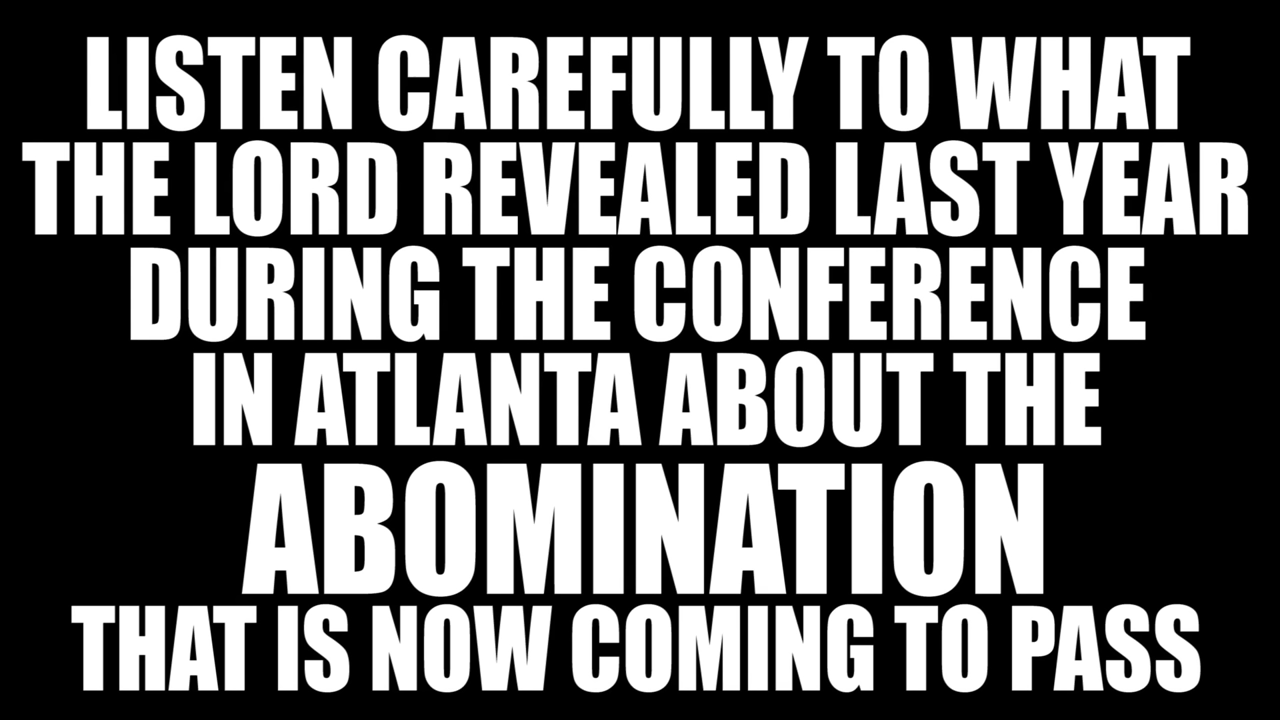 LISTEN CAREFULLY TO WHAT
THE LORD REVEALED LAST YEAR
DURING THE CONFERENCE
IN ATLANTA ABOUT THE
ABOMINATION
THAT IS NOW COMING TO PASS